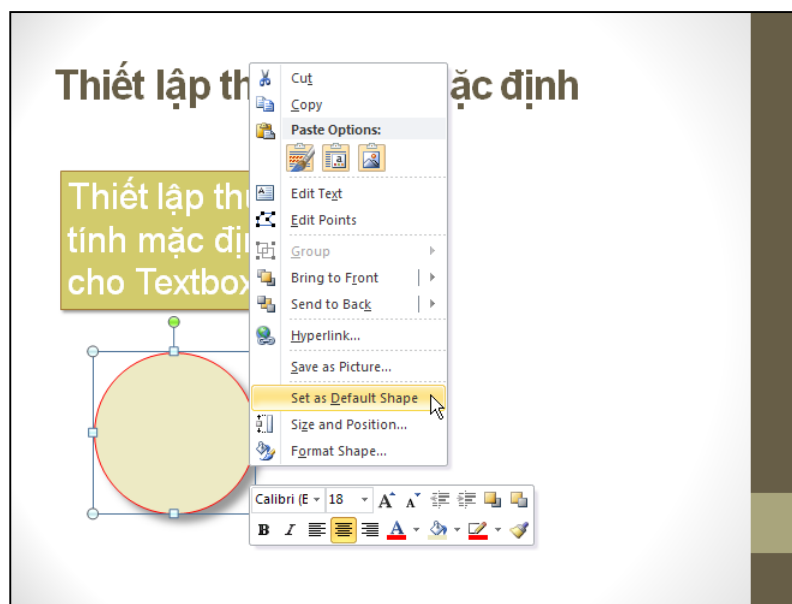 Thiết lập th ặc định
Thiết lập th
tính mặc đị
cho Textbox
Cut
Copy
Paste Options:
Edit Text
Edit Points
Group
Bring to Front
Send to Back
Hyperlink...
Save as Picture...
Set as Default Shape
Size and Position...
Format Shape...
Calibri (E 18 A A
B I A